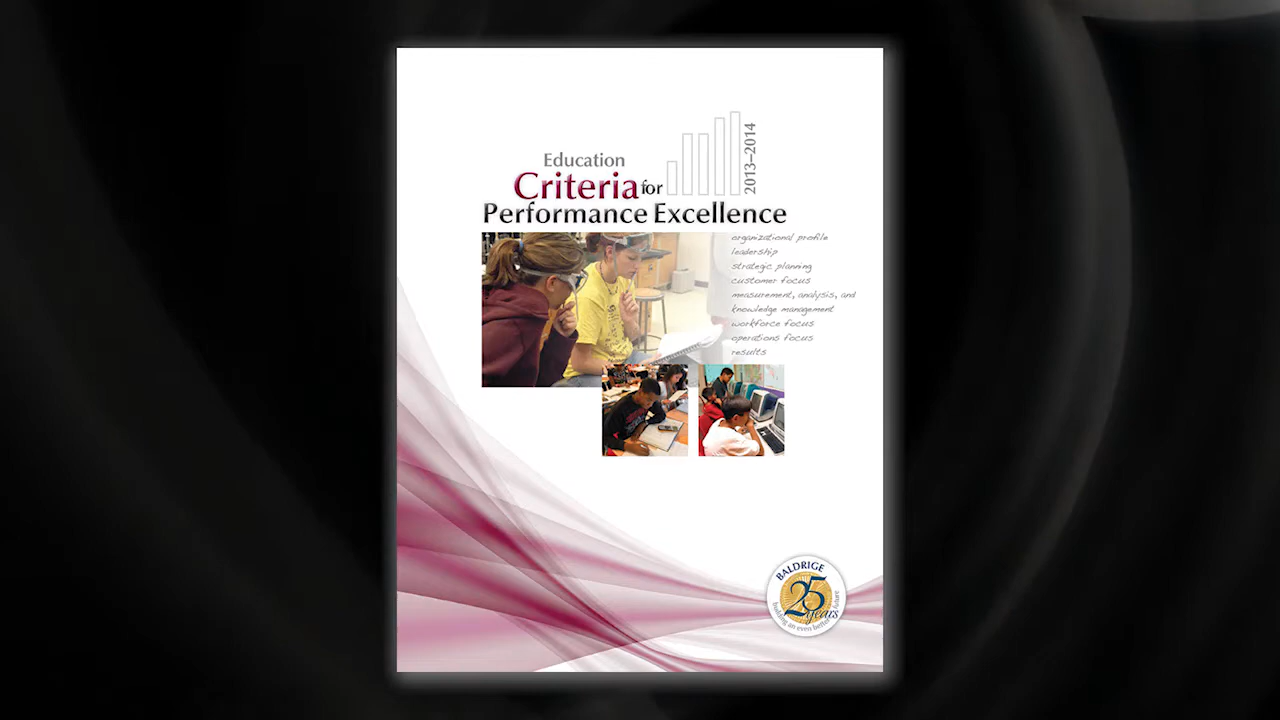 Education
Criteria for
Performance Excellence
2013–2014
organizational profile
leadership
strategic planning
customer focus
measurement, analysis, and
knowledge management
workforce focus
operations focus
results
BALDRIGE
25
years
building an even better future